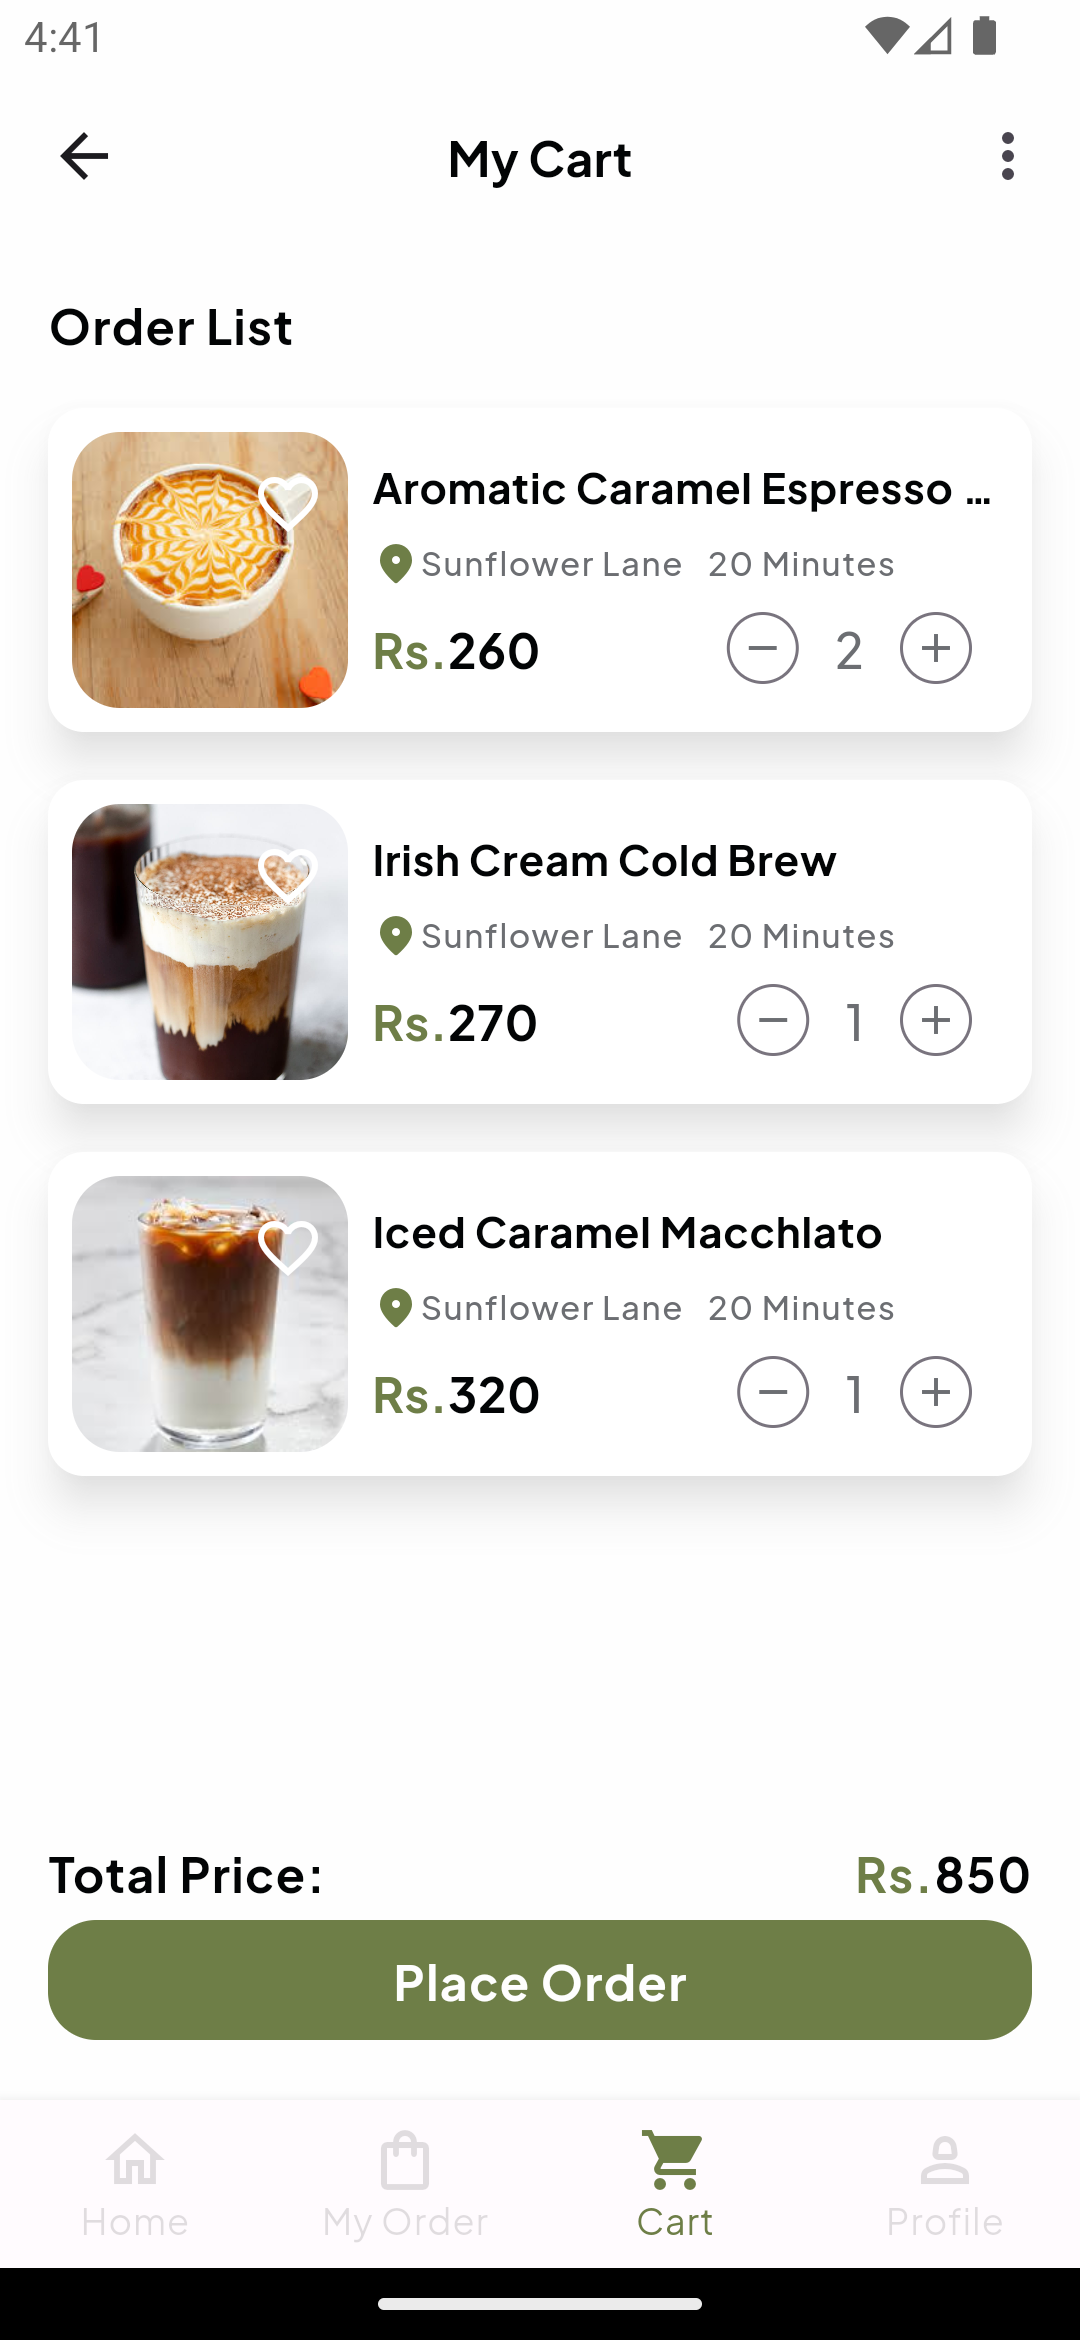 4:41
My Cart
Order List
Aromatic Caramel Espresso ...
Sunflower Lane 20 Minutes
Rs.260 2
Irish Cream Cold Brew
Sunflower Lane 20 Minutes
Rs.270 1
Iced Caramel MacchIato
Sunflower Lane 20 Minutes
Rs.320 1
Total Price: Rs.850
Place Order
Home My Order Cart Profile